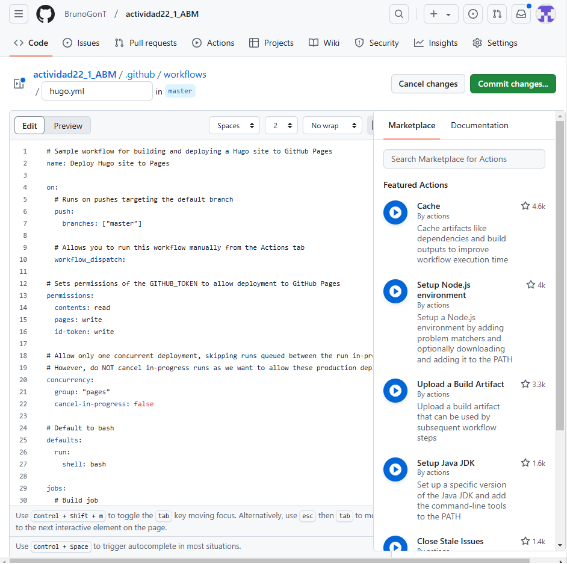 BrunoGonT / actividad22_1_ABM
Code Issues Pull requests Actions Projects Wiki Security Insights Settings
actividad22_1_ABM / .github / workflows
/ hugo.yml in master
Cancel changes Commit changes...
Edit Preview Spaces 2 No wrap
1 # Sample workflow for building and deploying a Hugo site to GitHub Pages
2 name: Deploy Hugo site to Pages
3
4 on:
5 # Runs on pushes targeting the default branch
6 push:
7 branches: ["master"]
8
9 # Allows you to run this workflow manually from the Actions tab
10 workflow_dispatch:
11
12 # Sets permissions of the GITHUB_TOKEN to allow deployment to GitHub Pages
13 permissions:
14 contents: read
15 pages: write
16 id-token: write
17
18 # Allow only one concurrent deployment, skipping runs queued between the run in-pr
19 # However, do NOT cancel in-progress runs as we want to allow these production dep
20 concurrency:
21 group: "pages"
22 cancel-in-progress: false
23
24 # Default to bash
25 defaults:
26 run:
27 shell: bash
28
29 jobs:
30 # Build job
Use Control + Shift + m to toggle the tab key moving focus. Alternatively, use esc then tab to mo
to the next interactive element on the page.
Use Control + Space to trigger autocomplete in most situations.
Marketplace Documentation
Search Marketplace for Actions
Featured Actions
Cache 4.6k
By actions
Cache artifacts like
dependencies and build
outputs to improve
workflow execution time
Setup Node.js 4k
environment
By actions
Setup a Node.js
environment by adding
problem matchers and
optionally downloading
and adding it to the PATH
Upload a Build Artifact 3.3k
By actions
Upload a build artifact
that can be used by
subsequent workflow
steps
Setup Java JDK 1.6k
By actions
Set up a specific version
of the Java JDK and add
the command-line tools
to the PATH
Close Stale Issues 1.4k
By actions